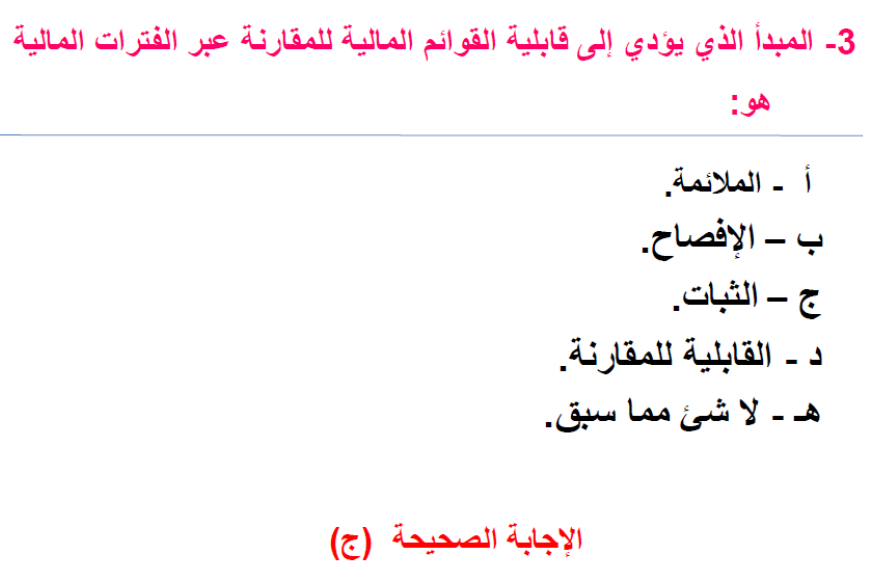 3- المبدأ الذي يؤدي إلى قابلية القوائم المالية للمقارنة عبر الفترات المالية
هو:
أ - الملائمة.
ب – الإفصاح.
ج – الثبات.
د - القابلية للمقارنة.
هـ - لا شئ مما سبق.
الإجابة الصحيحة (ج)